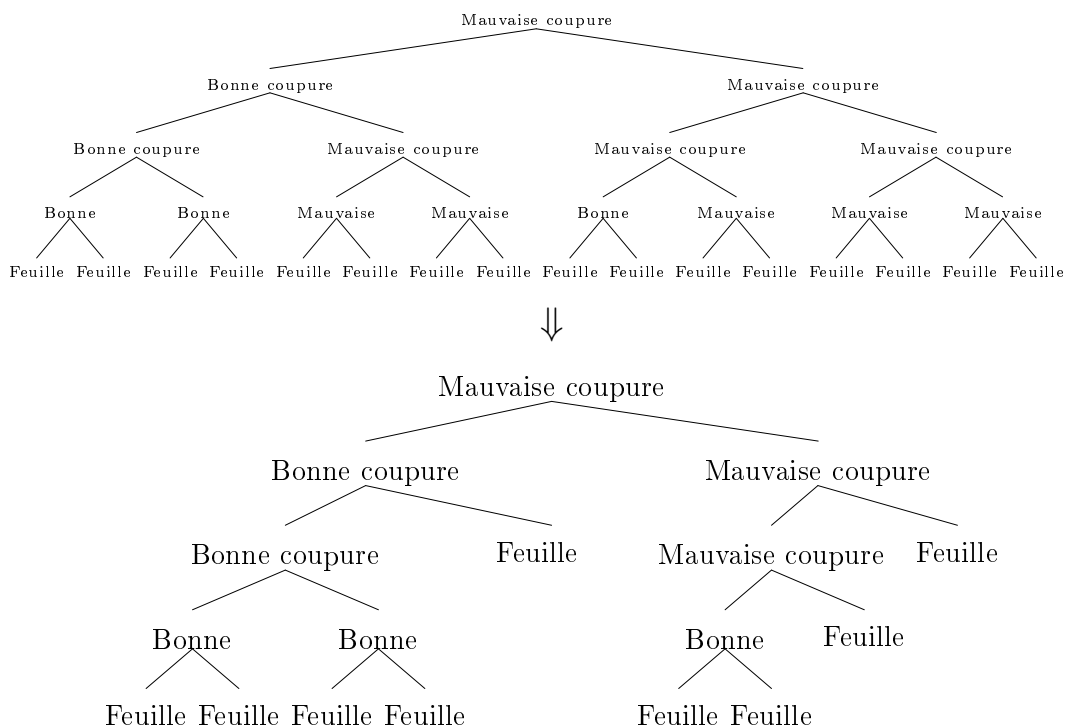 Mauvaise coupure
Bonne coupure Mauvaise coupure
Bonne coupure Mauvaise coupure Mauvaise coupure Mauvaise coupure
Bonne Bonne Mauvaise Mauvaise Bonne Mauvaise Mauvaise Mauvaise
Feuille Feuille Feuille Feuille Feuille Feuille Feuille Feuille Feuille Feuille Feuille Feuille Feuille Feuille Feuille Feuille
⇓
Mauvaise coupure
Bonne coupure Mauvaise coupure
Bonne coupure Feuille Mauvaise coupure Feuille
Bonne Bonne Bonne Feuille
Feuille Feuille Feuille Feuille Feuille Feuille